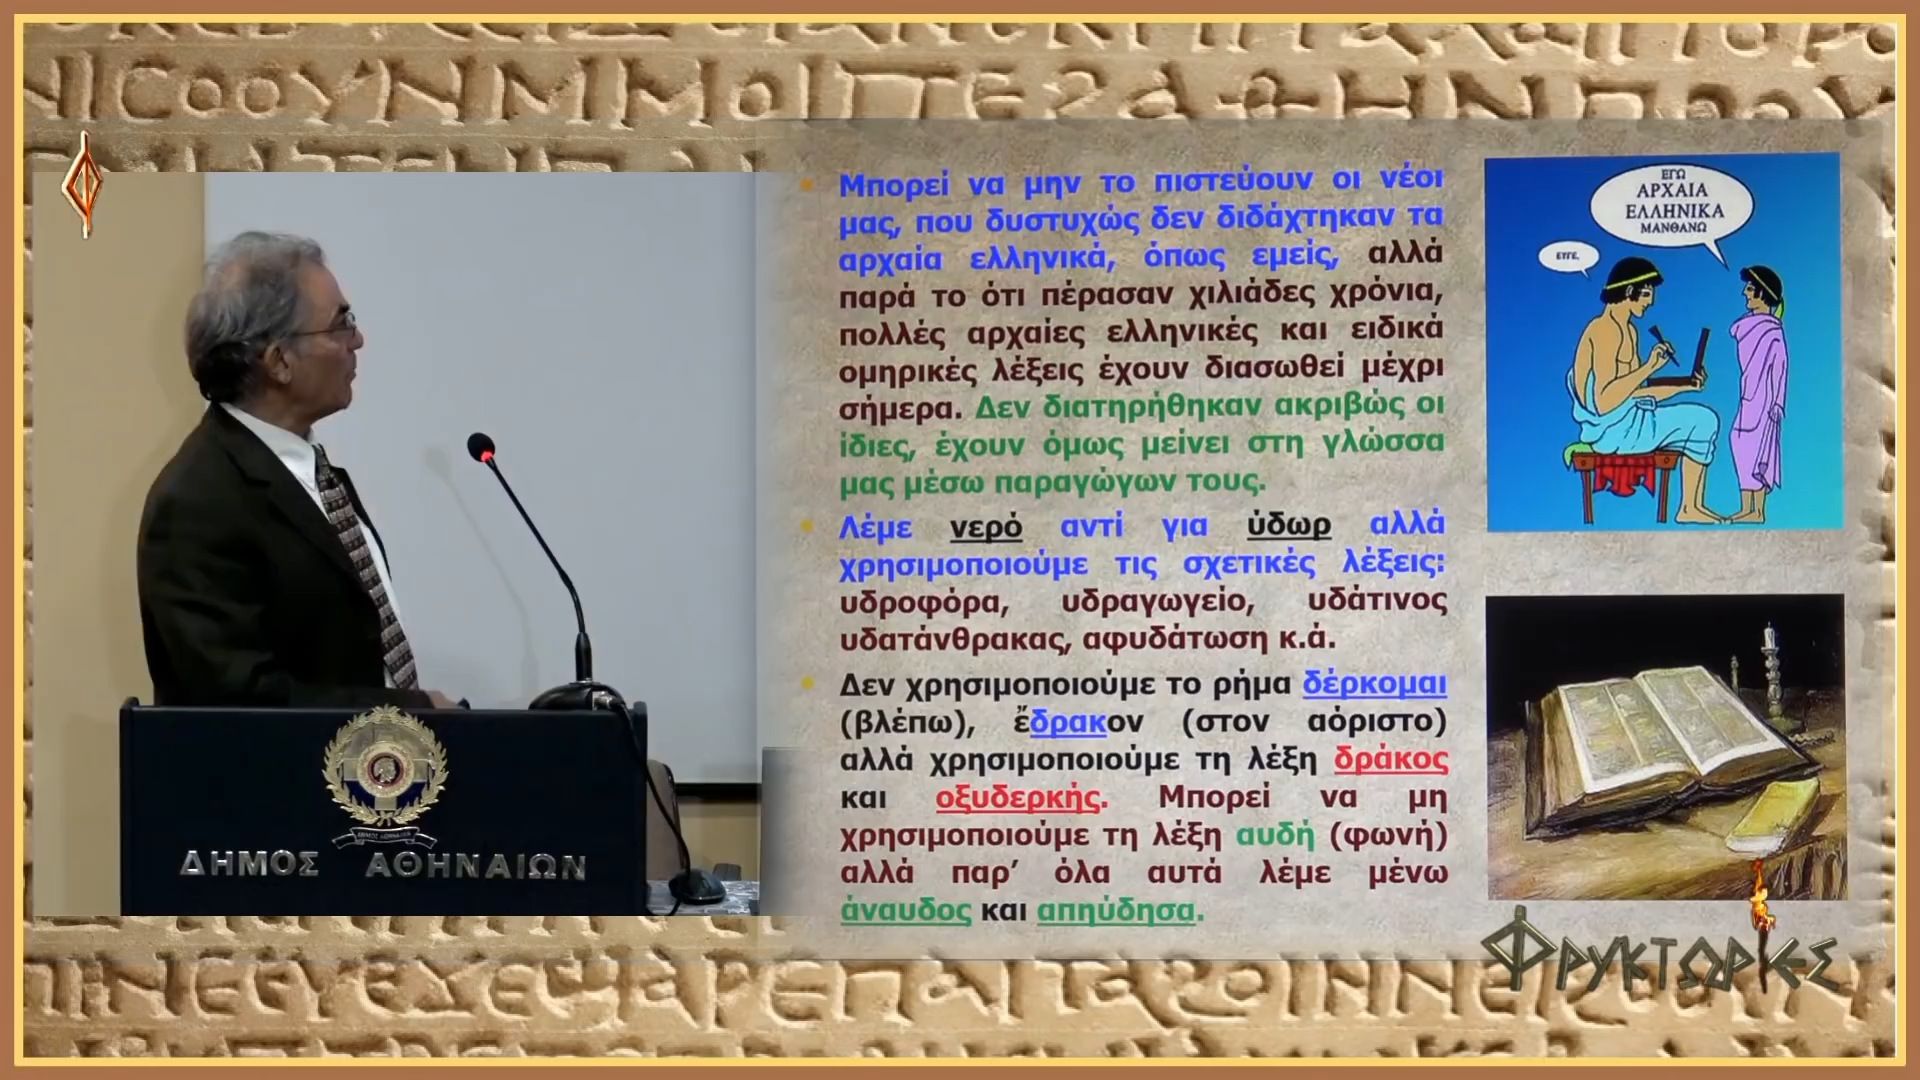 Μπορεί να μην το πιστεύουν οι νέοι
μας, που δυστυχώς δεν διδάχτηκαν τα
αρχαία ελληνικά, όπως εμείς, αλλά
παρά το ότι πέρασαν χιλιάδες χρόνια,
πολλές αρχαίες ελληνικές και ειδικά
ομηρικές λέξεις έχουν διασωθεί μέχρι
σήμερα. Δεν διατηρήθηκαν ακριβώς οι
ίδιες, έχουν όμως μείνει στη γλώσσα
μας μέσω παραγώγων τους.
Λέμε νερό αντί για ύδωρ αλλά
χρησιμοποιούμε τις σχετικές λέξεις:
υδροφόρα, υδραγωγείο, υδάτινος
υδατάνθρακας, αφυδάτωση κ.ά.
Δεν χρησιμοποιούμε το ρήμα δέρκομαι
(βλέπω), ἔδρακον (στον αόριστο)
αλλά χρησιμοποιούμε τη λέξη δράκος
και οξυδερκής. Μπορεί να μη
χρησιμοποιούμε τη λέξη αυδή (φωνή)
αλλά παρ’ όλα αυτά λέμε μένω
άναυδος και απηύδησα.
ΕΓΩ
ΑΡΧΑΙΑ
ΕΛΛΗΝΙΚΑ
ΜΑΝΘΑΝΩ
ΕΥΓΕ.
ΔΗΜΟΣ ΑΘΗΝΑΙΩΝ
ΦΡΥΚΤΩΡΙΕΣ